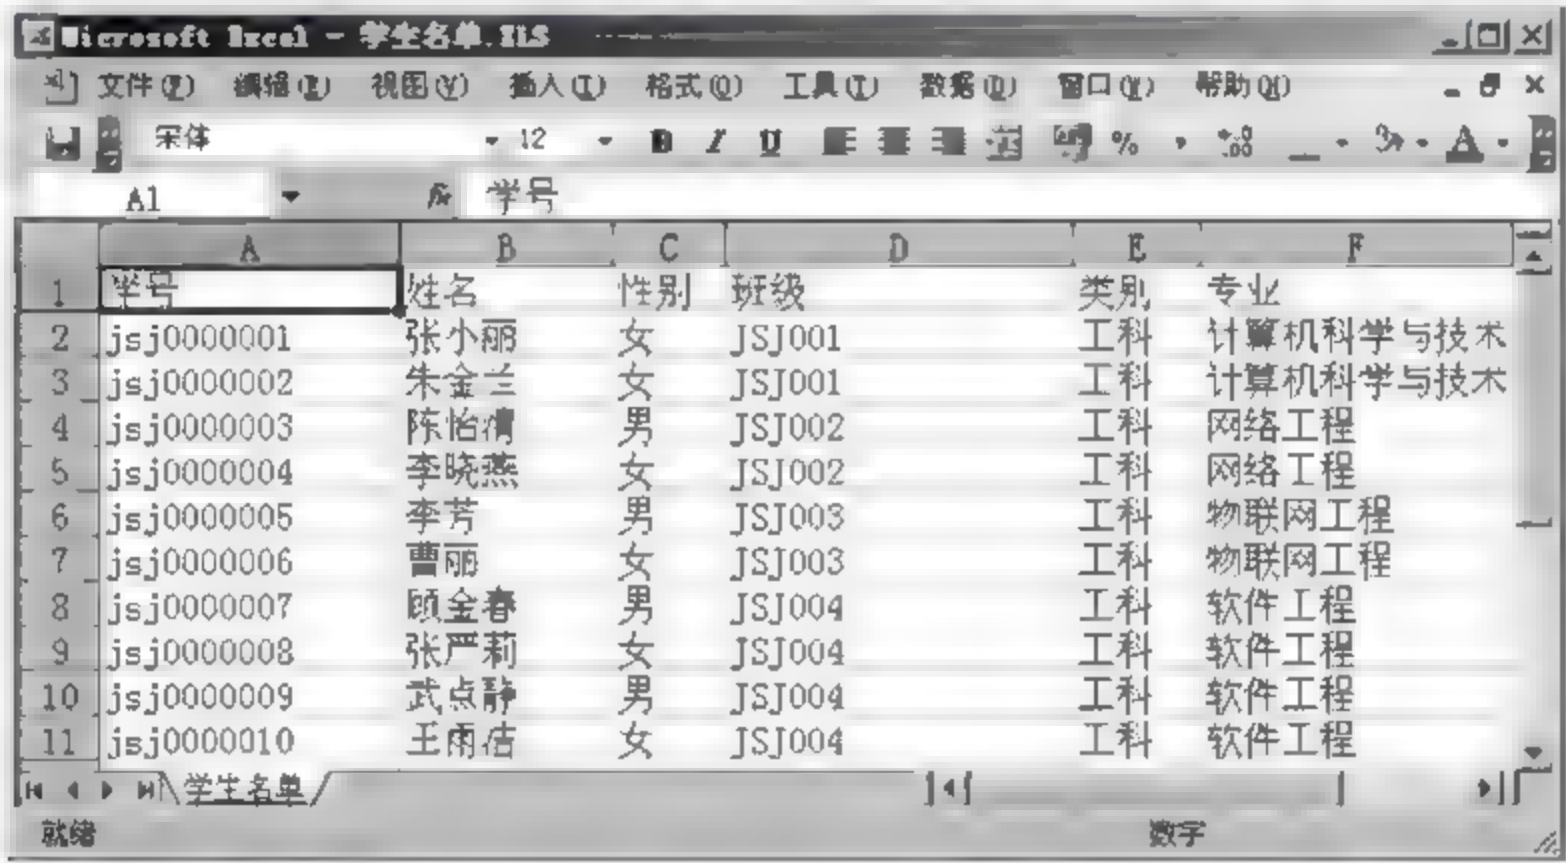 Microsoft Excel - 学生名单.XLS
文件(F) 编辑(E) 视图(V) 插入(I) 格式(O) 工具(T) 数据(D) 窗口(W) 帮助(H)
宋体 12 B I U % , A
A1 fx 学号
A B C D E F
1 学号 姓名 性别 班级 类别 专业
2 jsj0000001 张小丽 女 JSJ001 工科 计算机科学与技术
3 jsj0000002 朱金兰 女 JSJ001 工科 计算机科学与技术
4 jsj0000003 陈怡倩 男 JSJ002 工科 网络工程
5 jsj0000004 李晓燕 女 JSJ002 工科 网络工程
6 jsj0000005 李芳 男 JSJ003 工科 物联网工程
7 jsj0000006 曹丽 女 JSJ003 工科 物联网工程
8 jsj0000007 顾金春 男 JSJ004 工科 软件工程
9 jsj0000008 张严莉 女 JSJ004 工科 软件工程
10 jsj0000009 武点静 男 JSJ004 工科 软件工程
11 jsj0000010 王雨洁 女 JSJ004 工科 软件工程
学生名单
就绪 数字